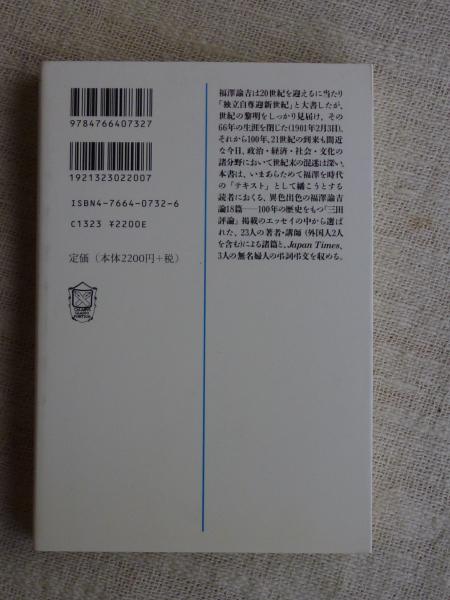 9784766407327
1921323022007
ISBN4-7664-0732-6
C1323 ¥2200E
定価（本体2200円+税）
福澤諭吉は20世紀を迎えるに当たり
「独立自尊迎新世紀」と大書したが、
世紀の黎明をしっかり見届け、その
66年の生涯を閉じた(1901年2月3日)。
それから100年、21世紀の到来も間近
な今日、政治・経済・社会・文化の
諸分野において世紀末の混迷は深い。
本書は、いまあらためて福澤を時代
の「テキスト」として繙こうとする
読者におくる、異色出色の福澤諭吉
論18篇──100年の歴史をもつ『三田
評論』掲載のエッセイの中から選ば
れた、23人の著者・講師（外国人2人
を含む)による諸篇と、Japan Times,
3人の無名婦人の弔詞弔文を収める。